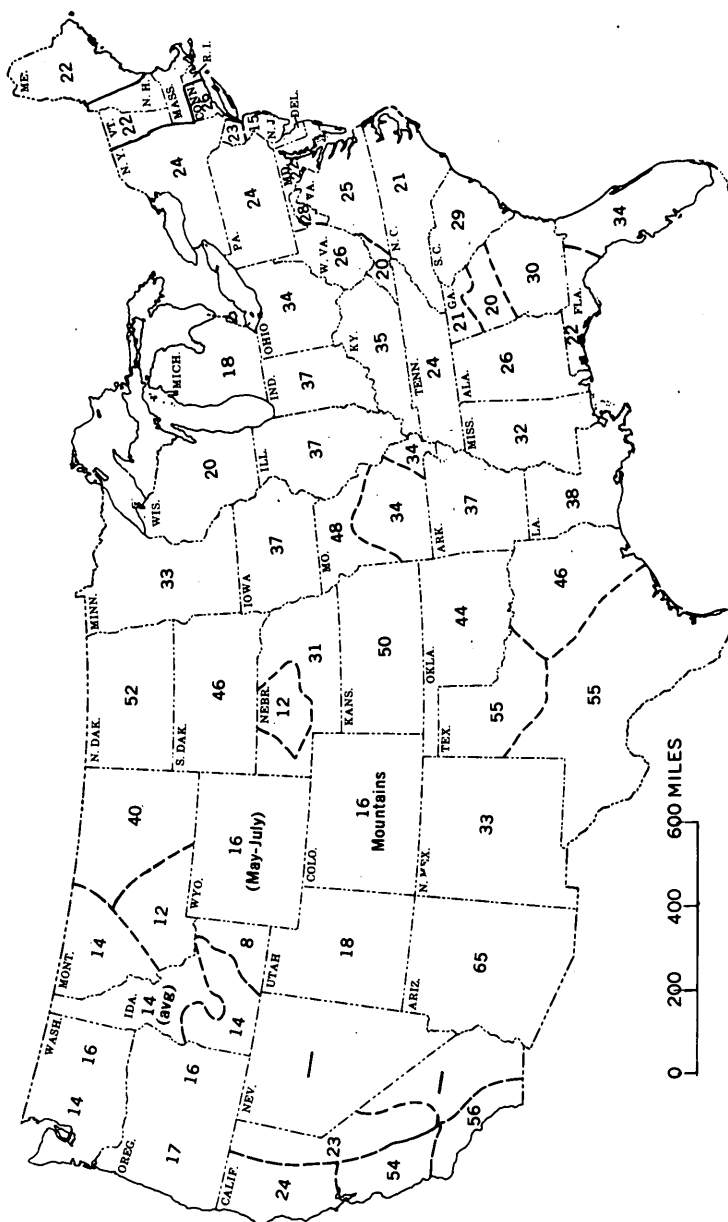 WASH.
14
16
OREG.
17
16
CALIF.
24
23
54
56
NEV.
—
—
IDA.
14
(avg)
14
8
MONT.
14
12
40
WYO.
16
(May-July)
UTAH
18
COLO.
16
Mountains
ARIZ.
65
N. MEX.
33
N. DAK.
52
S. DAK.
46
NEBR.
12
31
KANS.
50
OKLA.
44
TEX.
55
46
55
MINN.
33
IOWA
37
MO.
48
34
34
ARK.
37
LA.
38
WIS.
20
ILL.
37
MICH.
18
IND.
37
OHIO
34
KY.
35
TENN.
24
MISS.
32
ALA.
26
GA.
21
20
30
FLA.
22
34
S.C.
29
N.C.
21
W. VA.
26
20
VA.
25
28
MD.
22
DEL.
PA.
24
N.J.
23
15
N.Y.
24
VT.
22
N. H.
MASS.
CONN.
26
R.I.
ME.
22
0 200 400 600 MILES